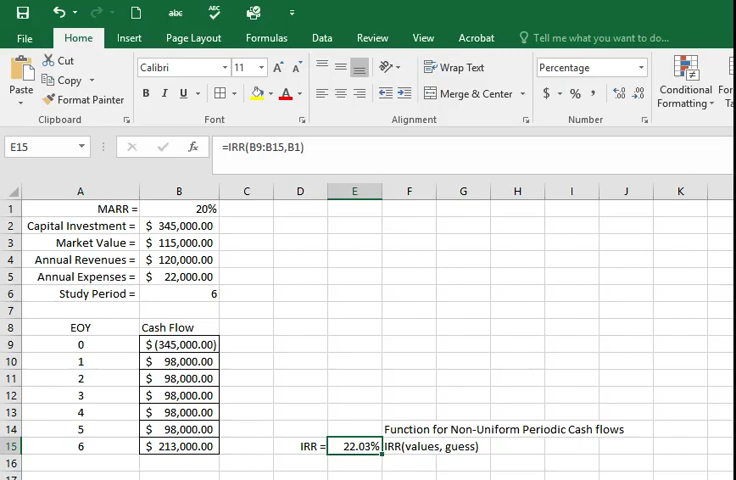 abc
File Home Insert Page Layout Formulas Data Review View Acrobat Tell me what you want to do...
Cut
Copy
Paste
Format Painter
Calibri 11 A A
B I U A
Wrap Text
Merge & Center
Percentage
$ % , .00
Conditional Formatting
Clipboard Font Alignment Number
E15 fx =IRR(B9:B15,B1)
A B C D E F G H I J K
1 MARR = 20%
2 Capital Investment = $ 345,000.00
3 Market Value = $ 115,000.00
4 Annual Revenues = $ 120,000.00
5 Annual Expenses = $ 22,000.00
6 Study Period = 6
7
8 EOY Cash Flow
9 0 $ (345,000.00)
10 1 $ 98,000.00
11 2 $ 98,000.00
12 3 $ 98,000.00
13 4 $ 98,000.00
14 5 $ 98,000.00 Function for Non-Uniform Periodic Cash flows
15 6 $ 213,000.00 IRR = 22.03% IRR(values, guess)
16